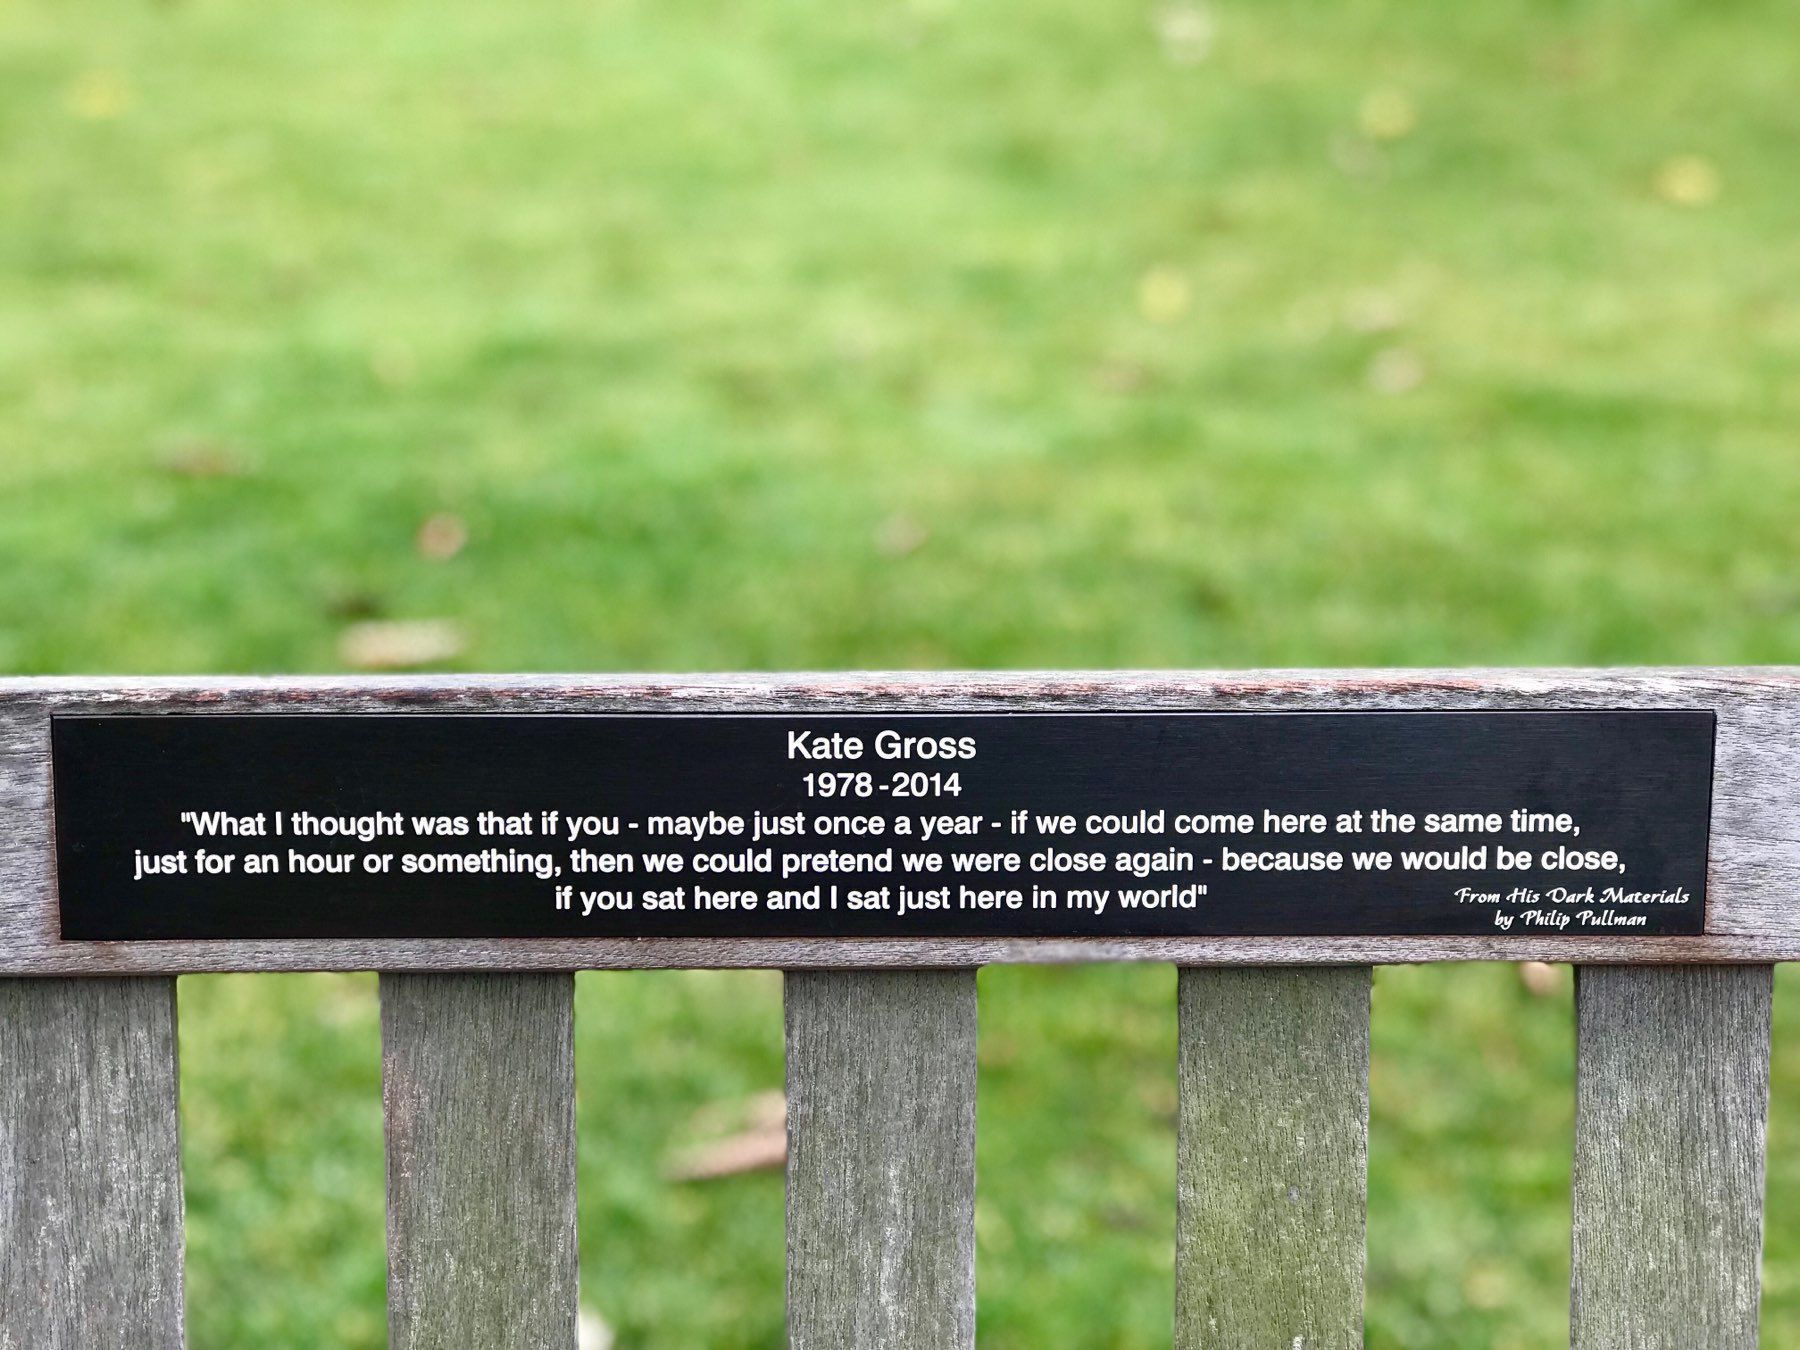 Kate Gross
1978-2014
"What I thought was that if you - maybe just once a year - if we could come here at the same time,
just for an hour or something, then we could pretend we were close again - because we would be close,
if you sat here and I sat just here in my world"
From His Dark Materials
by Philip Pullman